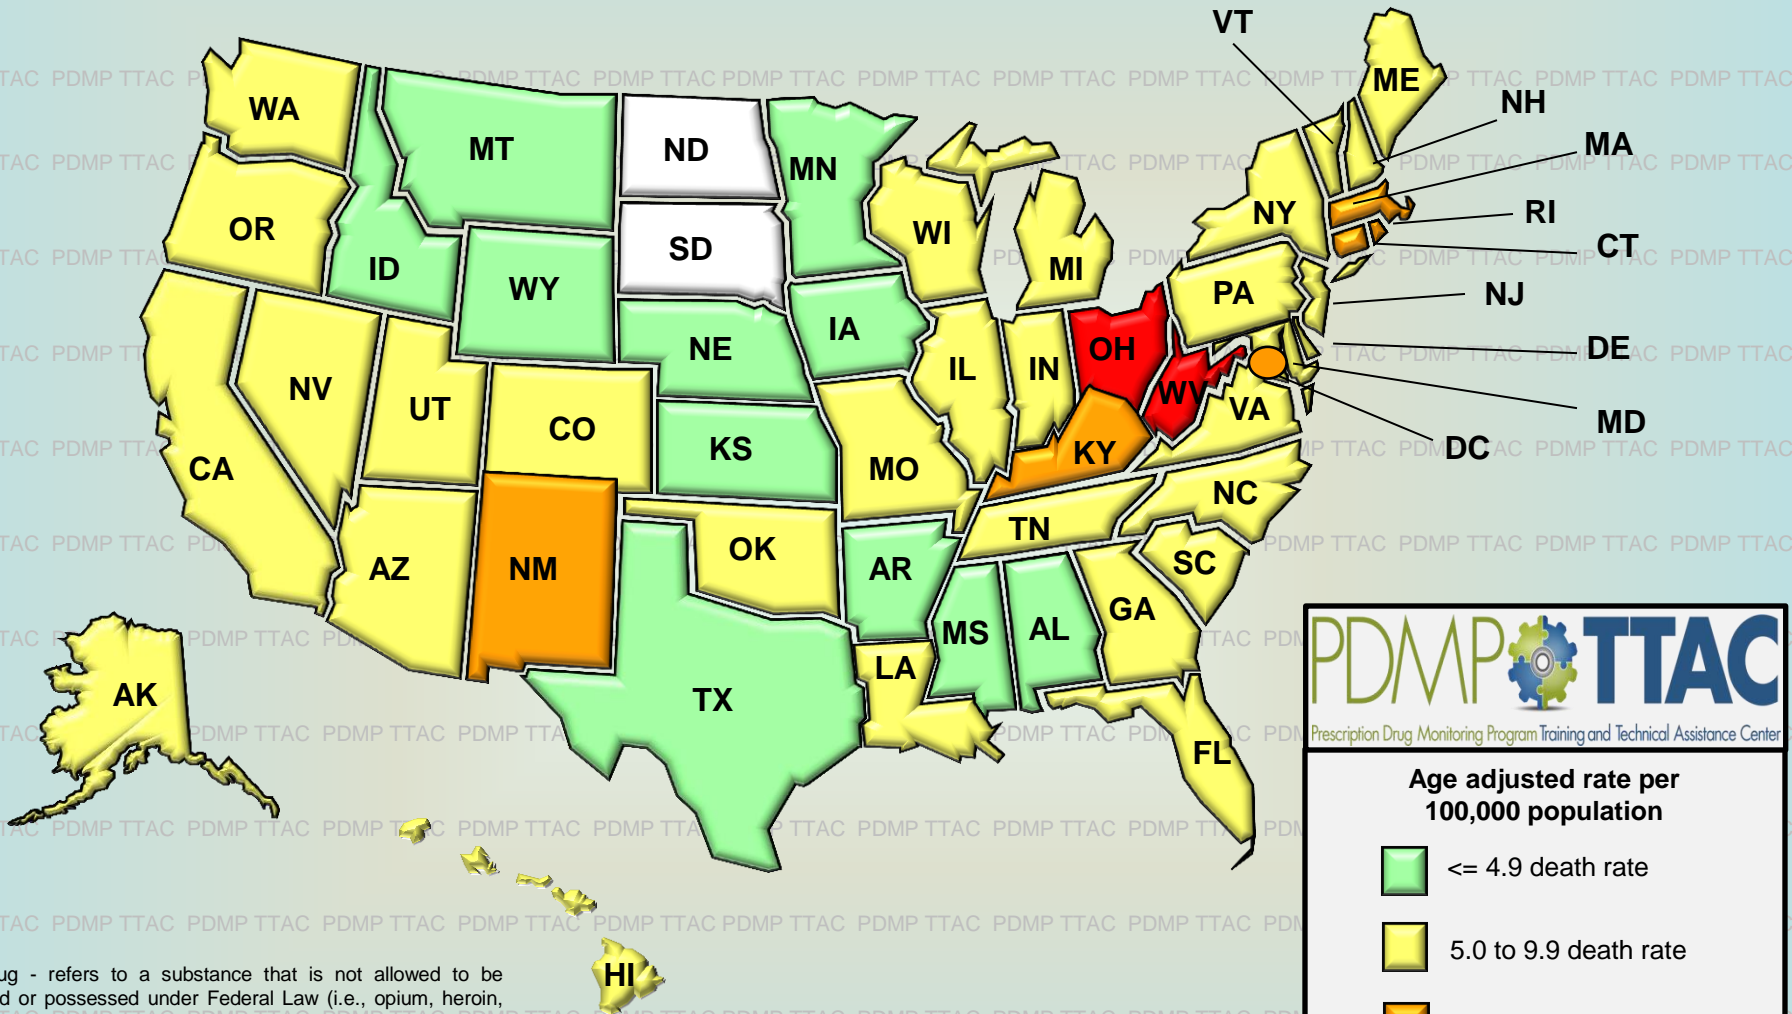 VT
ME
WA
NH
MT
ND
MN
MA
OR
NY
RI
WI
SD
CT
ID
MI
WY
PA
NJ
IA
NE
OH
DE
IL
IN
NV
WV
UT
VA
CO
MD
KS
DC
KY
CA
MO
NC
TN
OK
AZ
NM
AR
SC
GA
MS
AL
LA
AK
TX
FL
HI
PDMP TTAC
Prescription Drug Monitoring Program Training and Technical Assistance Center
Age adjusted rate per
100,000 population
<= 4.9 death rate
5.0 to 9.9 death rate
ug - refers to a substance that is not allowed to be
d or possessed under Federal Law (i.e., opium, heroin,